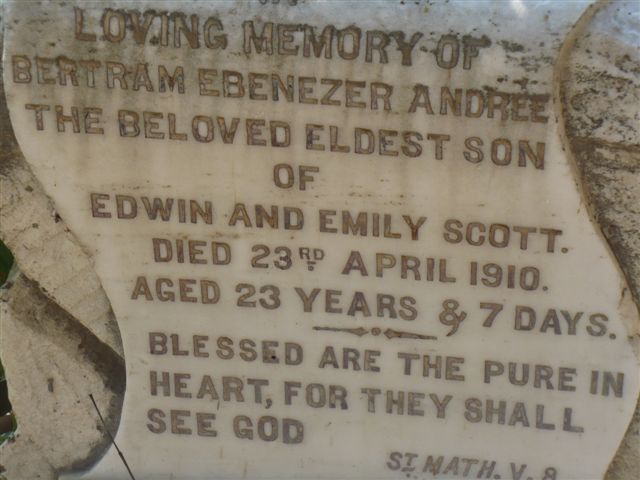 LOVING MEMORY OF
BERTRAM EBENEZER ANDREE
THE BELOVED ELDEST SON
OF
EDWIN AND EMILY SCOTT.
DIED 23RD APRIL 1910.
AGED 23 YEARS & 7 DAYS.
BLESSED ARE THE PURE IN
HEART, FOR THEY SHALL
SEE GOD
ST MATH. V. 8